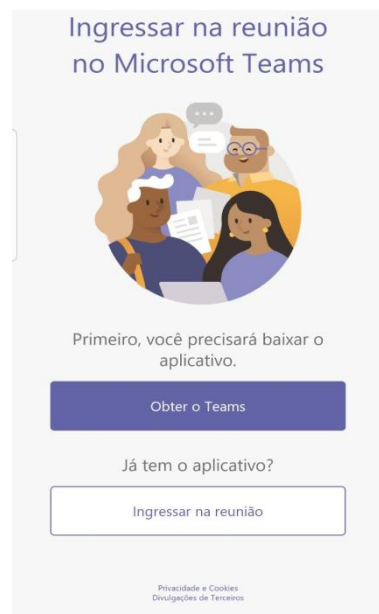 Ingressar na reunião
no Microsoft Teams
Primeiro, você precisará baixar o
aplicativo.
Obter o Teams
Já tem o aplicativo?
Ingressar na reunião
Privacidade e Cookies
Divulgações de Terceiros